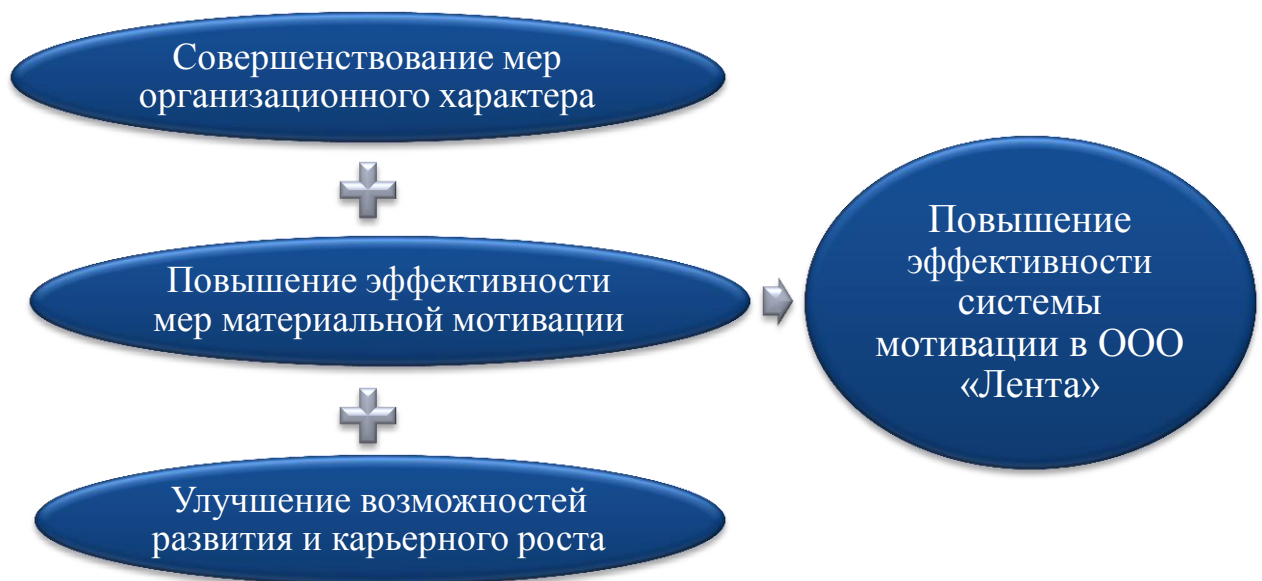 Совершенствование мер
организационного характера
Повышение эффективности
мер материальной мотивации
Улучшение возможностей
развития и карьерного роста
Повышение
эффективности
системы
мотивации в ООО
«Лента»